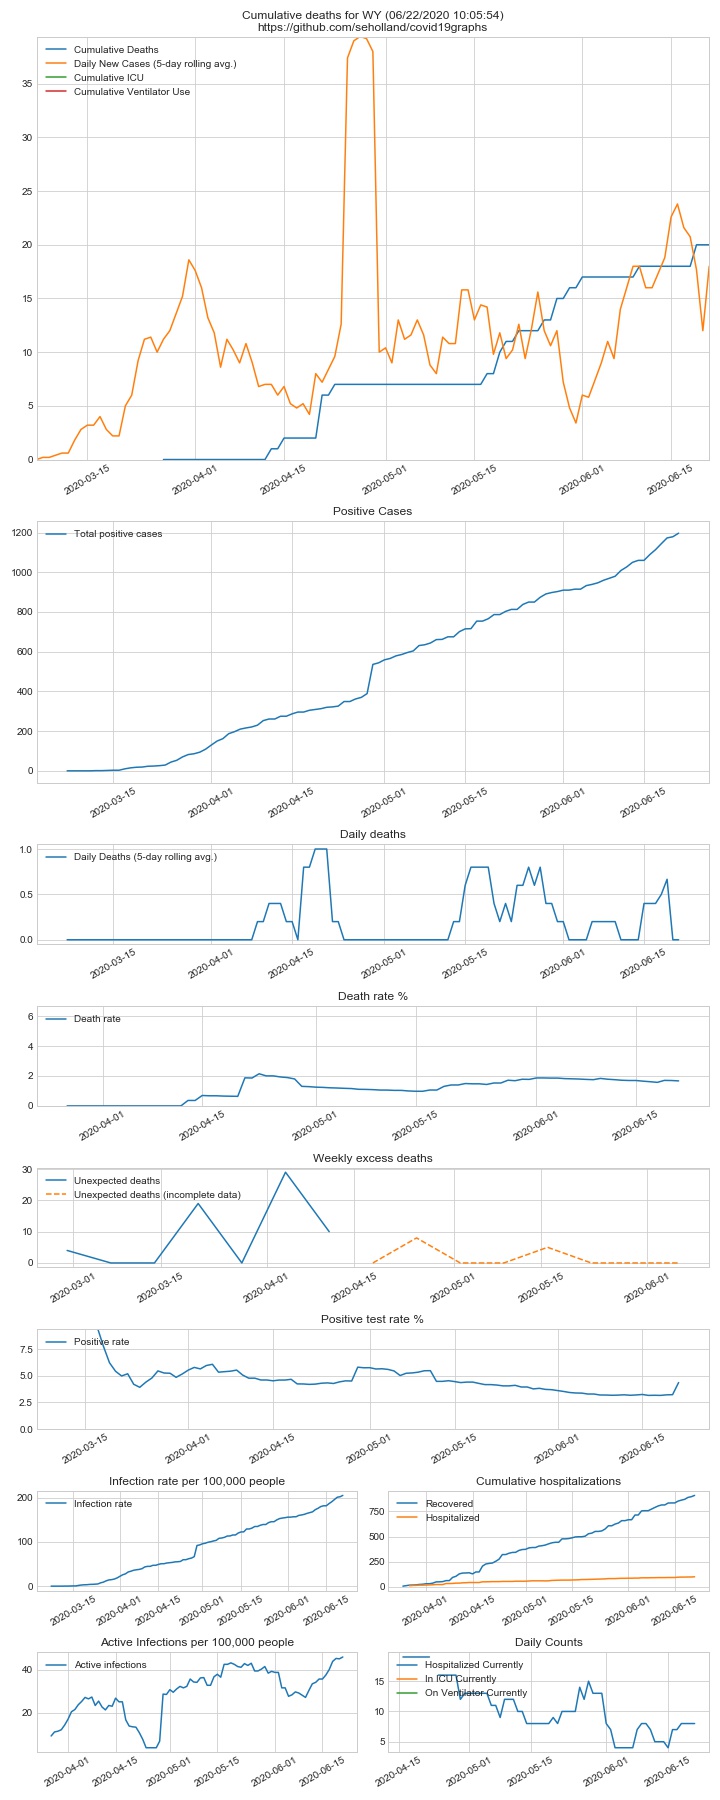 Cumulative deaths for WY (06/22/2020 10:05:54)
https://github.com/seholland/covid19graphs
Cumulative Deaths
Daily New Cases (5-day rolling avg.)
Cumulative ICU
Cumulative Ventilator Use
35
30
25
20
15
10
5
0
2020-03-15 2020-04-01 2020-04-15 2020-05-01 2020-05-15 2020-06-01 2020-06-15
Positive Cases
Total positive cases
1200
1000
800
600
400
200
0
2020-03-15 2020-04-01 2020-04-15 2020-05-01 2020-05-15 2020-06-01 2020-06-15
Daily deaths
Daily Deaths (5-day rolling avg.)
1.0
0.5
0.0
2020-03-15 2020-04-01 2020-04-15 2020-05-01 2020-05-15 2020-06-01 2020-06-15
Death rate %
Death rate
6
4
2
0
2020-04-01 2020-04-15 2020-05-01 2020-05-15 2020-06-01 2020-06-15
Weekly excess deaths
Unexpected deaths
Unexpected deaths (incomplete data)
30
20
10
0
2020-03-01 2020-03-15 2020-04-01 2020-04-15 2020-05-01 2020-05-15 2020-06-01
Positive test rate %
Positive rate
7.5
5.0
2.5
0.0
2020-03-15 2020-04-01 2020-04-15 2020-05-01 2020-05-15 2020-06-01 2020-06-15
Infection rate per 100,000 people
Infection rate
200
100
0
2020-03-15 2020-04-01 2020-04-15 2020-05-01 2020-05-15 2020-06-01 2020-06-15
Cumulative hospitalizations
Recovered
Hospitalized
750
500
250
0
2020-04-01 2020-04-15 2020-05-01 2020-05-15 2020-06-01 2020-06-15
Active Infections per 100,000 people
Active infections
40
20
2020-04-01 2020-04-15 2020-05-01 2020-05-15 2020-06-01 2020-06-15
Daily Counts
Hospitalized Currently
In ICU Currently
On Ventilator Currently
15
10
5
2020-04-15 2020-05-01 2020-05-15 2020-06-01 2020-06-15